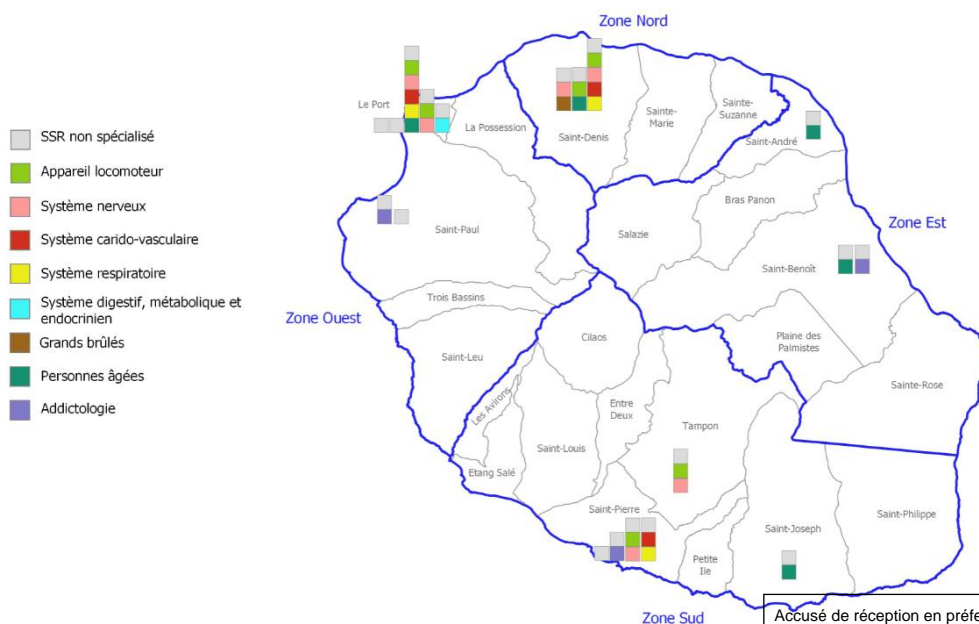 Zone Nord
Le Port
La Possession
Saint-Denis
Sainte-
Marie
Sainte-
Suzanne
Saint-André
SSR non spécialisé
Appareil locomoteur
Système nerveux
Système carido-vasculaire
Système respiratoire
Système digestif, métabolique et
endocrinien
Grands brûlés
Personnes âgées
Addictologie
Bras Panon
Saint-Paul
Salazie
Zone Est
Saint-Benoît
Trois Bassins
Zone Ouest
Cilaos
Plaine des
Palmistes
Saint-Leu
Sainte-Rose
Les Avirons
Entre
Deux
Tampon
Saint-Louis
Etang Salé
Saint-Pierre
Saint-Philippe
Saint-Joseph
Petite
Ile
Zone Sud
Accusé de réception en préfe